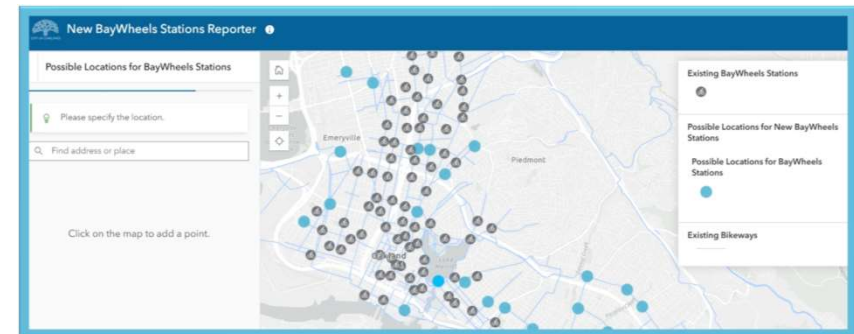 New BayWheels Stations Reporter
Possible Locations for BayWheels Stations
Please specify the location.
Find address or place
Click on the map to add a point.
Emeryville
Piedmont
Existing BayWheels Stations
Possible Locations for New BayWheels
Stations
Possible Locations for BayWheels
Stations
Existing Bikeways